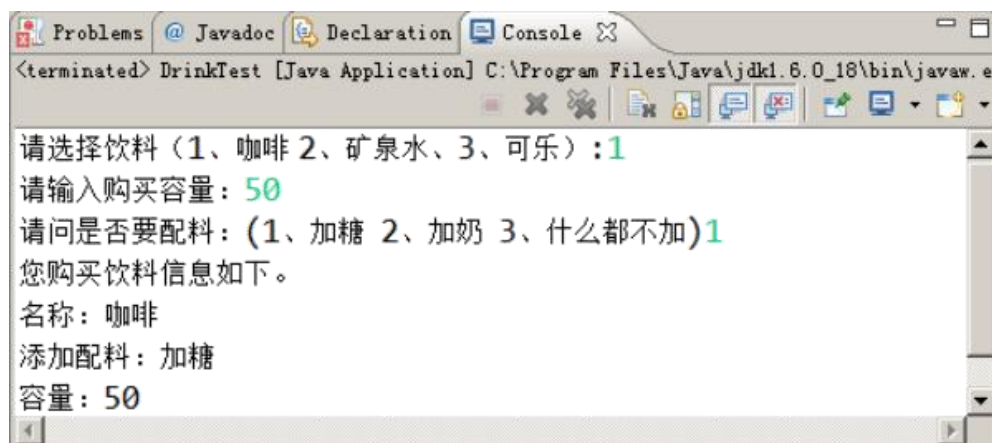 Problems @ Javadoc Declaration Console
<terminated> DrinkTest [Java Application] C:\Program Files\Java\jdk1.6.0_18\bin\javaw.e
请选择饮料（1、咖啡 2、矿泉水、3、可乐）:1
请输入购买容量：50
请问是否要配料：(1、加糖 2、加奶 3、什么都不加)1
您购买饮料信息如下。
名称：咖啡
添加配料：加糖
容量：50